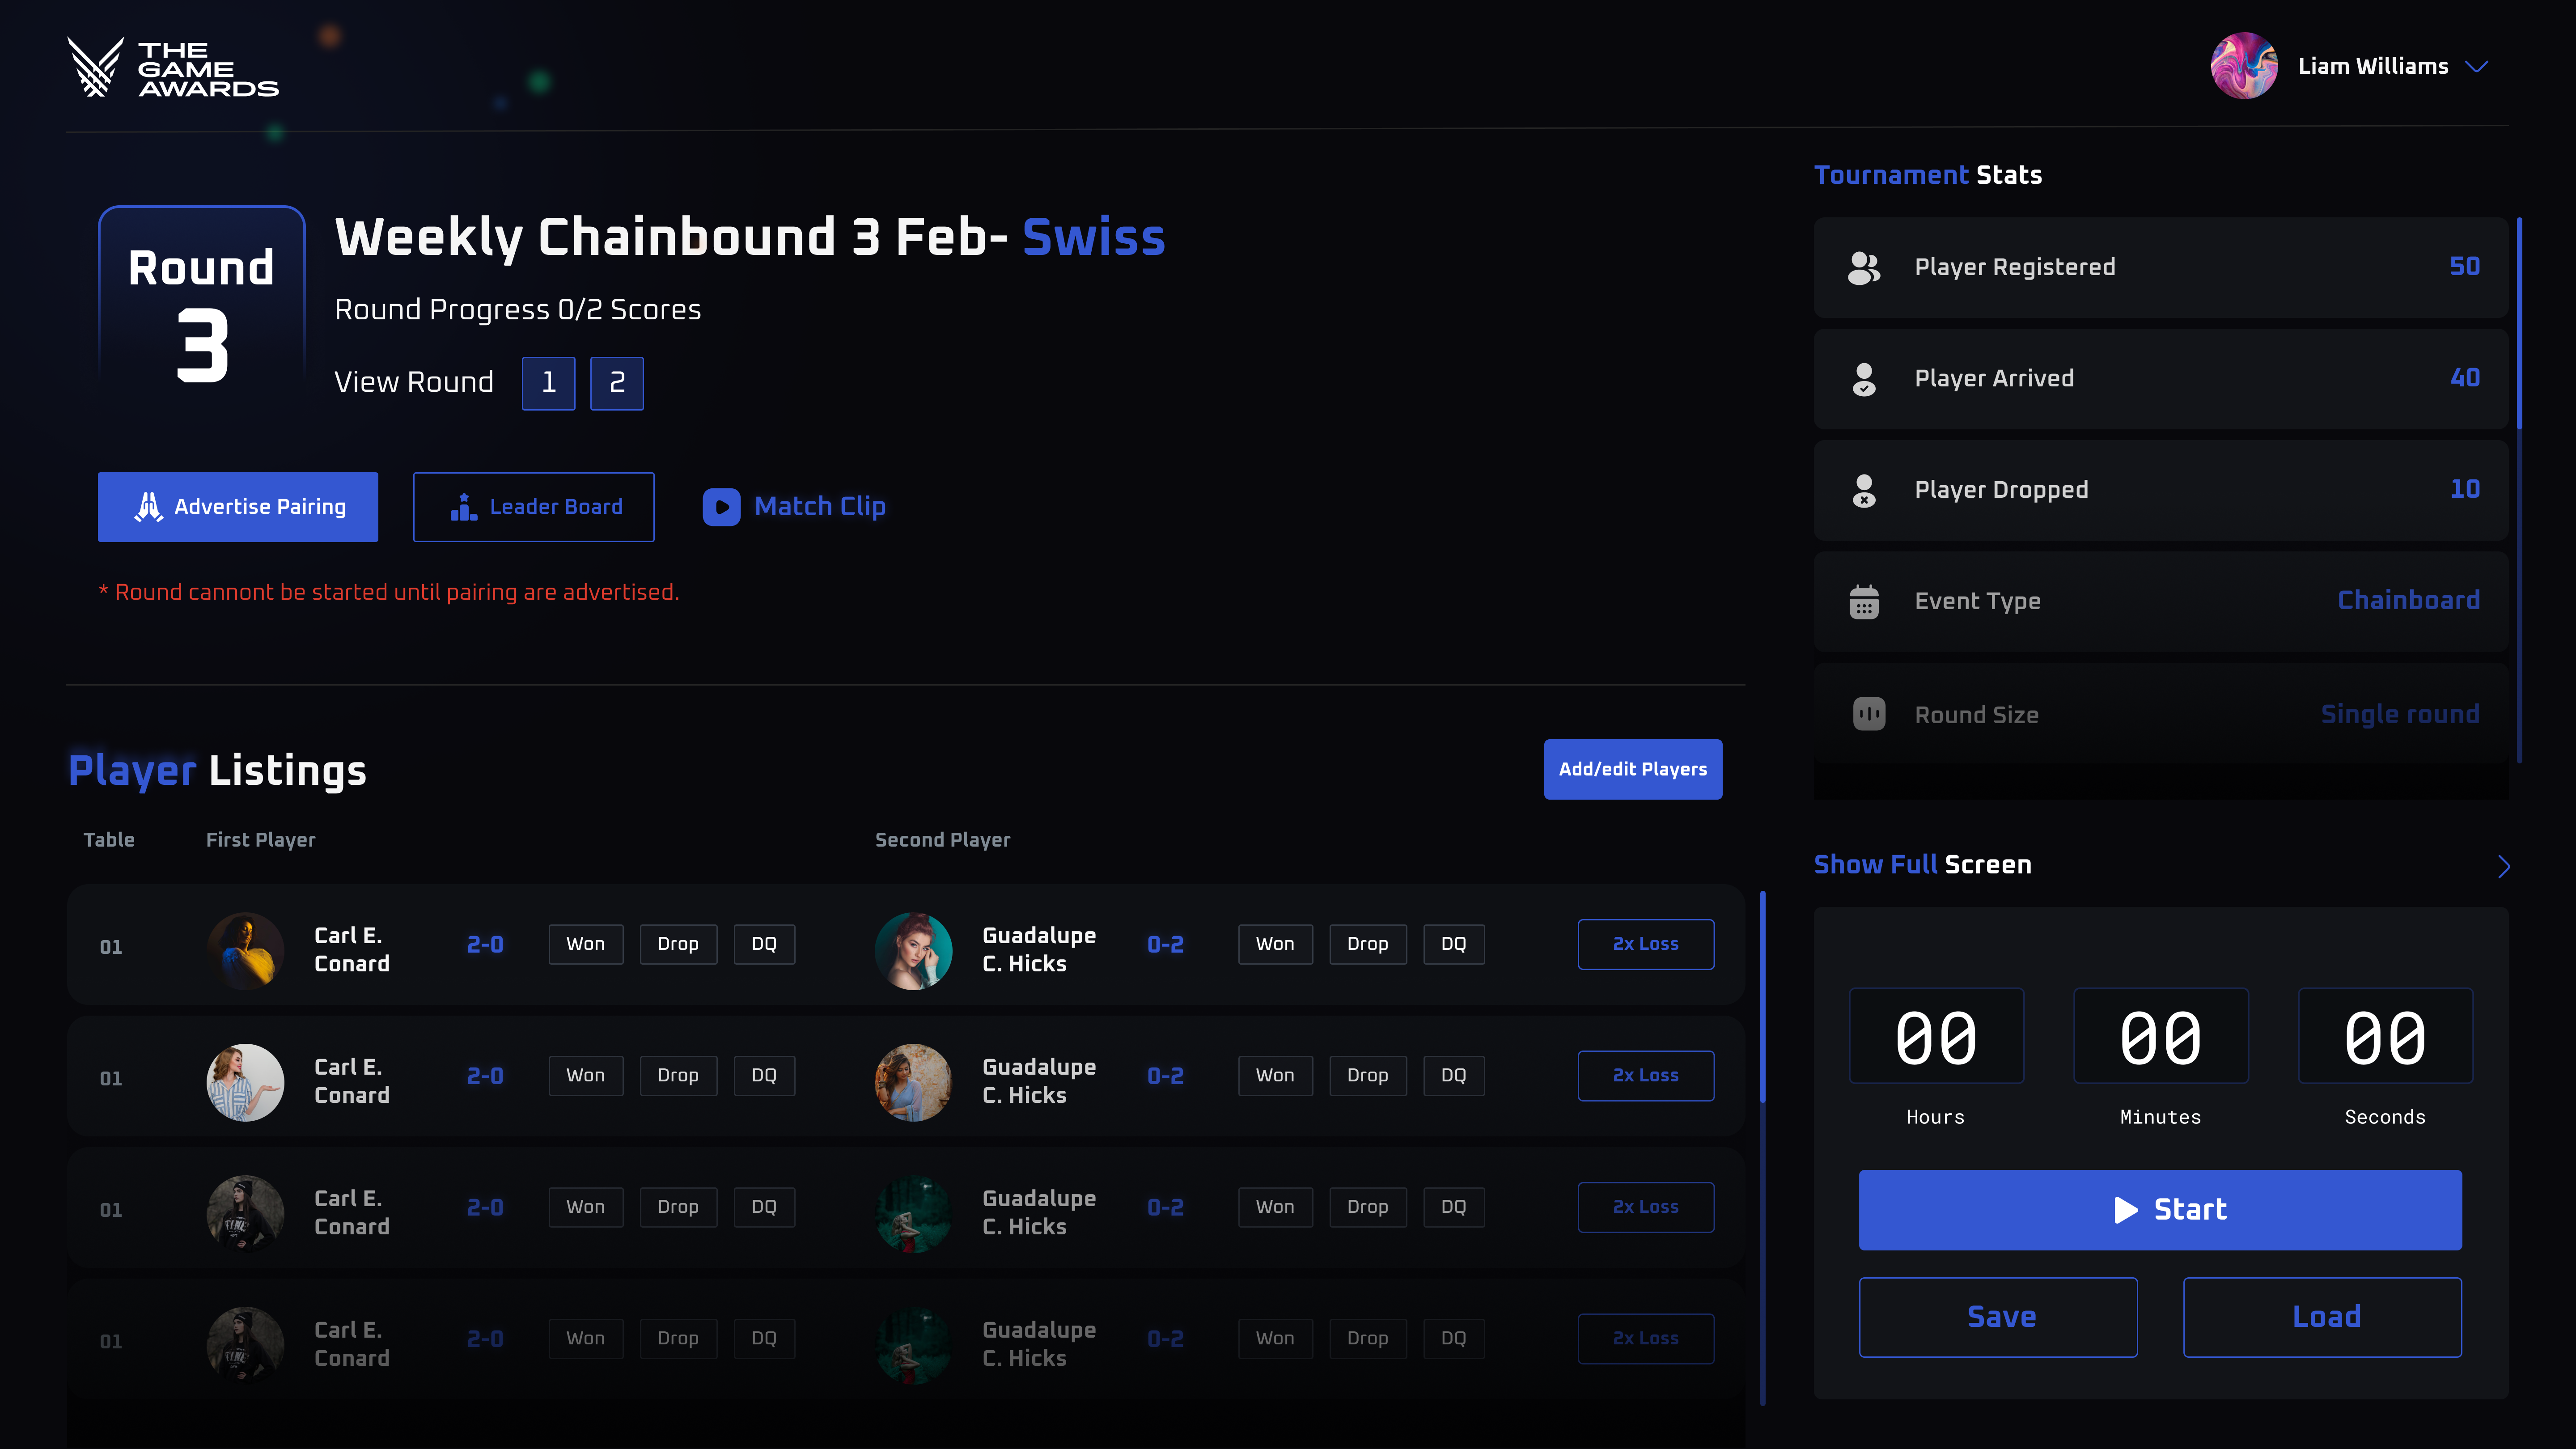 THE
GAME
AWARDS
Liam Williams
Round
3
Weekly Chainbound 3 Feb- Swiss
Round Progress 0/2 Scores
View Round 1 2
Advertise Pairing
Leader Board
Match Clip
* Round cannont be started until pairing are advertised.
Tournament Stats
Player Registered 50
Player Arrived 40
Player Dropped 10
Event Type Chainboard
Round Size Single round
Player Listings
Add/edit Players
Table First Player Second Player
01 Carl E. Conard 2-0 Won Drop DQ Guadalupe C. Hicks 0-2 Won Drop DQ 2x Loss
01 Carl E. Conard 2-0 Won Drop DQ Guadalupe C. Hicks 0-2 Won Drop DQ 2x Loss
01 Carl E. Conard 2-0 Won Drop DQ Guadalupe C. Hicks 0-2 Won Drop DQ 2x Loss
01 Carl E. Conard 2-0 Won Drop DQ Guadalupe C. Hicks 0-2 Won Drop DQ 2x Loss
Show Full Screen
00 00 00
Hours Minutes Seconds
Start
Save Load